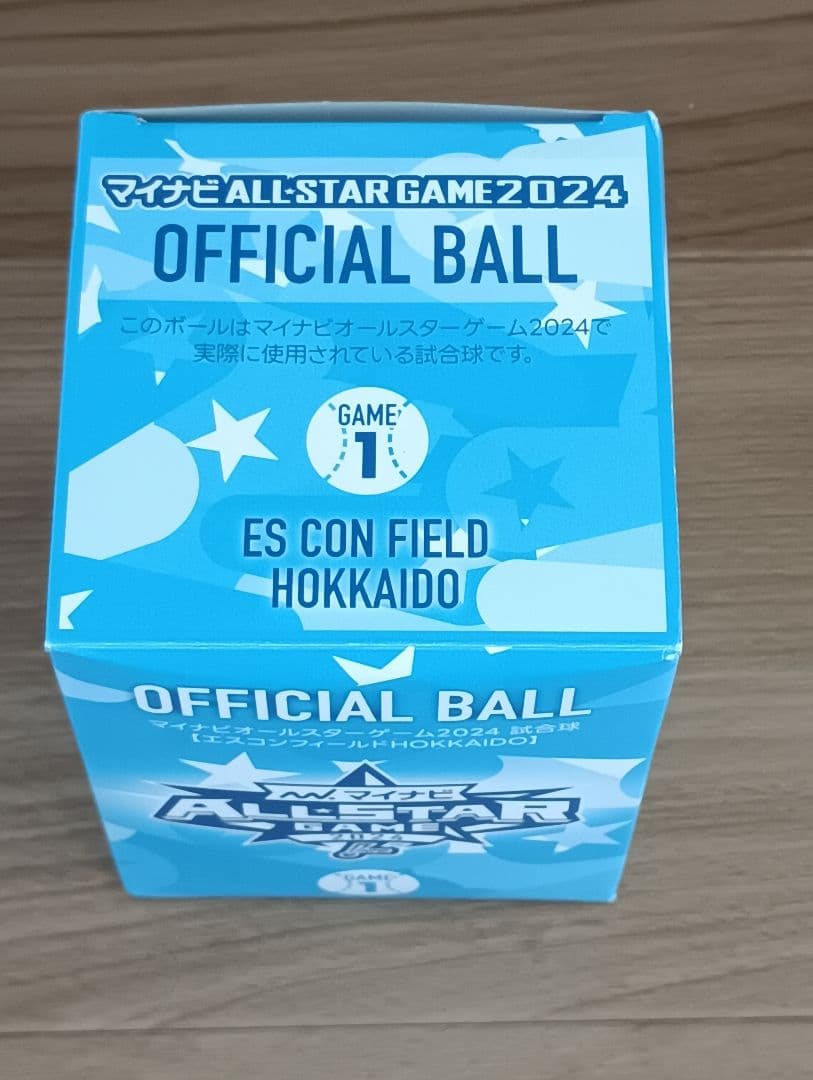 マイナビ ALL★STAR GAME2024
OFFICIAL BALL
このボールはマイナビオールスターゲーム2024で
実際に使用されている試合球です。
GAME
1
ES CON FIELD
HOKKAIDO
OFFICIAL BALL
マイナビオールスターゲーム2024 試合球
【エスコンフィールドHOKKAIDO】
マイナビ
ALL★STAR
GAME
2024
GAME
1